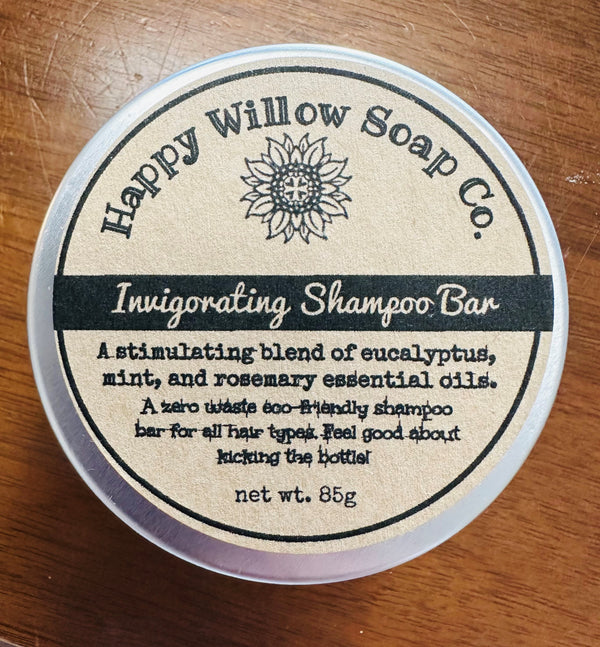 Happy Willow Soap Co.
Invigorating Shampoo Bar
A stimulating blend of eucalyptus,
mint, and rosemary essential oils.
A zero waste eco-friendly shampoo
bar for all hair types. Feel good about
kicking the bottle!
net wt. 85g